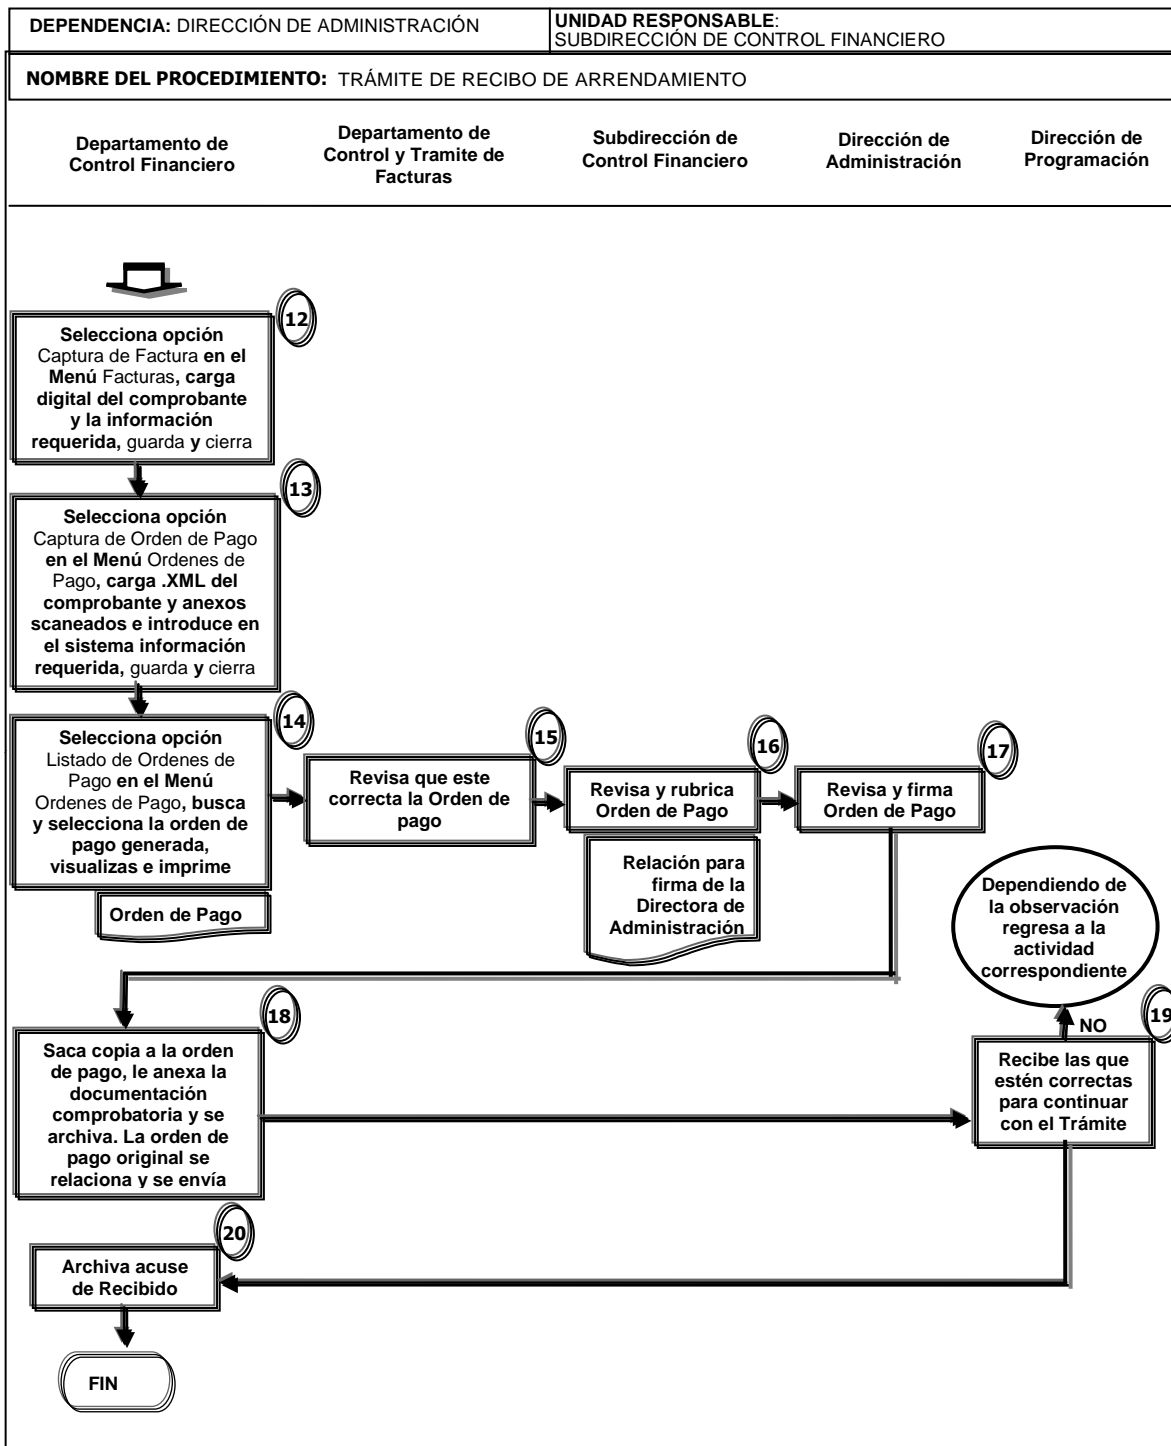 DEPENDENCIA: DIRECCIÓN DE ADMINISTRACIÓN
UNIDAD RESPONSABLE:
SUBDIRECCIÓN DE CONTROL FINANCIERO
NOMBRE DEL PROCEDIMIENTO: TRÁMITE DE RECIBO DE ARRENDAMIENTO
Departamento de
Control Financiero
Departamento de
Control y Tramite de
Facturas
Subdirección de
Control Financiero
Dirección de
Administración
Dirección de
Programación
12
Selecciona opción
Captura de Factura en el
Menú Facturas, carga
digital del comprobante
y la información
requerida, guarda y cierra
13
Selecciona opción
Captura de Orden de Pago
en el Menú Ordenes de
Pago, carga .XML del
comprobante y anexos
scaneados e introduce en
el sistema información
requerida, guarda y cierra
14
Selecciona opción
Listado de Ordenes de
Pago en el Menú
Ordenes de Pago, busca
y selecciona la orden de
pago generada,
visualizas e imprime
Orden de Pago
15
Revisa que este
correcta la Orden de
pago
16
Revisa y rubrica
Orden de Pago
Relación para
firma de la
Directora de
Administración
17
Revisa y firma
Orden de Pago
Dependiendo de
la observación
regresa a la
actividad
correspondiente
18
Saca copia a la orden
de pago, le anexa la
documentación
comprobatoria y se
archiva. La orden de
pago original se
relaciona y se envía
NO
19
Recibe las que
estén correctas
para continuar
con el Trámite
20
Archiva acuse
de Recibido
FIN